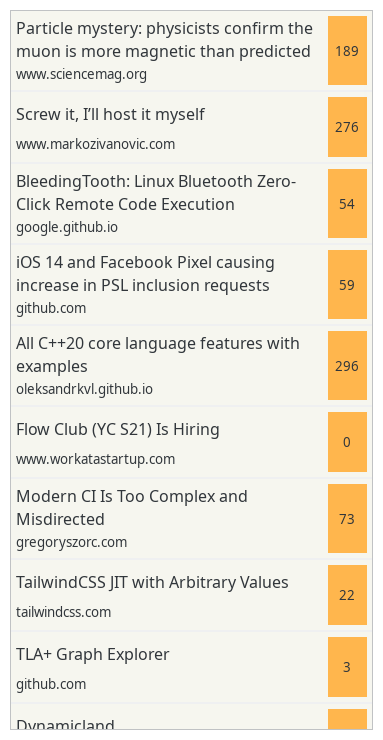 Particle mystery: physicists confirm the
muon is more magnetic than predicted
www.sciencemag.org
189
Screw it, I’ll host it myself
www.markozivanovic.com
276
BleedingTooth: Linux Bluetooth Zero-
Click Remote Code Execution
google.github.io
54
iOS 14 and Facebook Pixel causing
increase in PSL inclusion requests
github.com
59
All C++20 core language features with
examples
oleksandrkvl.github.io
296
Flow Club (YC S21) Is Hiring
www.workatastartup.com
0
Modern CI Is Too Complex and
Misdirected
gregoryszorc.com
73
TailwindCSS JIT with Arbitrary Values
tailwindcss.com
22
TLA+ Graph Explorer
github.com
3
Dynamicland